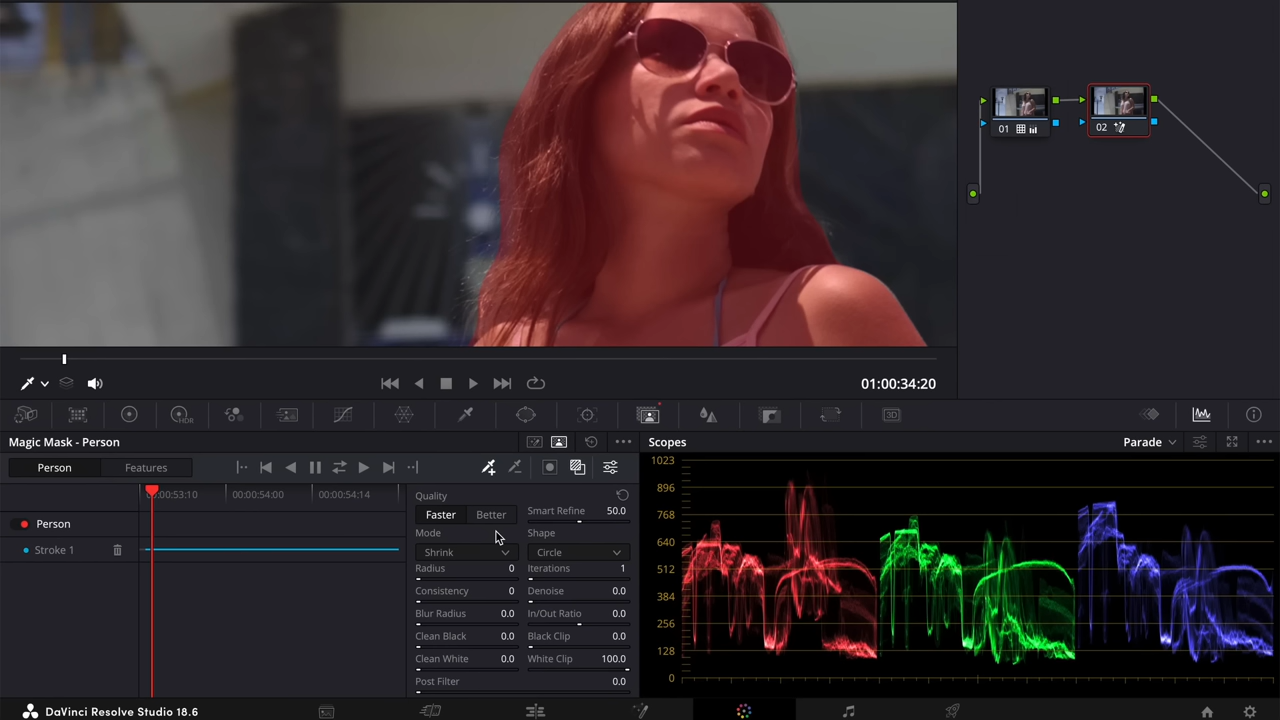 01
02
01:00:34:20
HDR
3D
Magic Mask - Person
Scopes
Parade
Person
Features
00:53:10
00:00:54:00
00:00:54:14
Person
Stroke 1
Quality
Faster
Better
Smart Refine
50.0
Mode
Shape
Shrink
Circle
Radius
0
Iterations
1
Consistency
0
Denoise
0.0
Blur Radius
0.0
In/Out Ratio
0.0
Clean Black
0.0
Black Clip
0.0
Clean White
0.0
White Clip
100.0
Post Filter
0.0
1023
896
768
640
512
384
256
128
0
DaVinci Resolve Studio 18.6